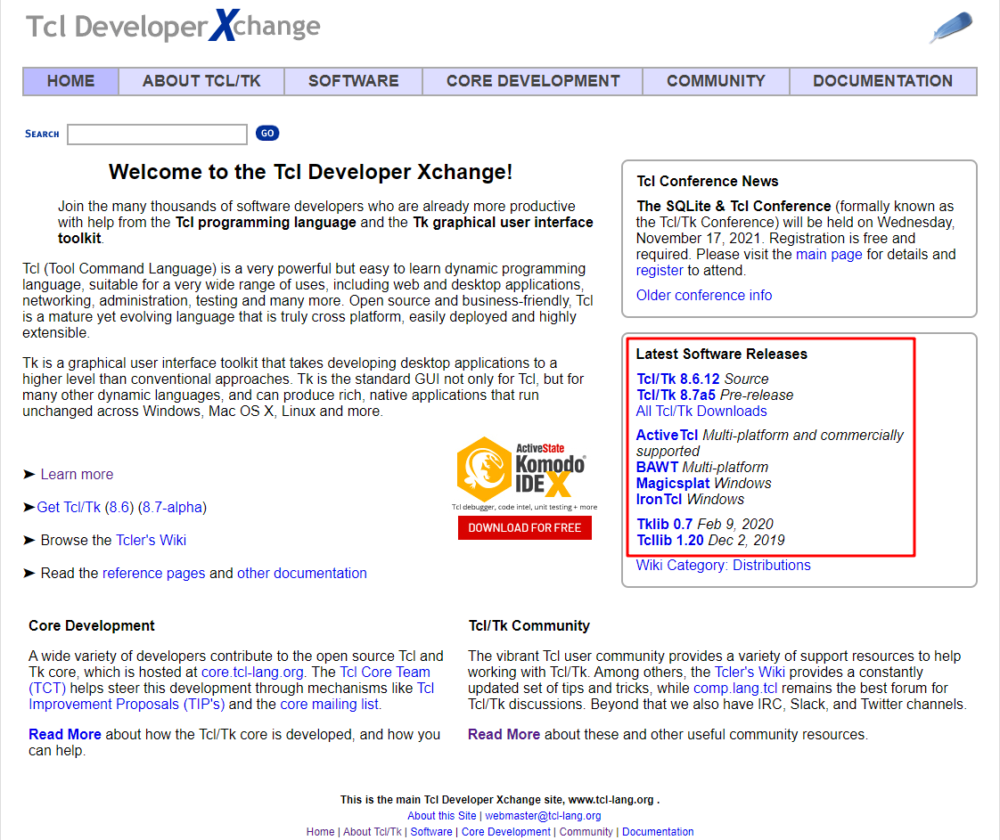 Tcl Developer Xchange
HOME
ABOUT TCL/TK
SOFTWARE
CORE DEVELOPMENT
COMMUNITY
DOCUMENTATION
SEARCH
GO
Welcome to the Tcl Developer Xchange!
Join the many thousands of software developers who are already more productive
with help from the Tcl programming language and the Tk graphical user interface
toolkit.
Tcl (Tool Command Language) is a very powerful but easy to learn dynamic programming
language, suitable for a very wide range of uses, including web and desktop applications,
networking, administration, testing and many more. Open source and business-friendly, Tcl
is a mature yet evolving language that is truly cross platform, easily deployed and highly
extensible.
Tk is a graphical user interface toolkit that takes developing desktop applications to a
higher level than conventional approaches. Tk is the standard GUI not only for Tcl, but for
many other dynamic languages, and can produce rich, native applications that run
unchanged across Windows, Mac OS X, Linux and more.
➤ Learn more
➤Get Tcl/Tk (8.6) (8.7-alpha)
➤ Browse the Tcler's Wiki
➤ Read the reference pages and other documentation
ActiveState
Komodo®
IDE X
Tcl debugger, code intel, unit testing + more
DOWNLOAD FOR FREE
Tcl Conference News
The SQLite & Tcl Conference (formally known as
the Tcl/Tk Conference) will be held on Wednesday,
November 17, 2021. Registration is free and
required. Please visit the main page for details and
register to attend.
Older conference info
Latest Software Releases
Tcl/Tk 8.6.12 Source
Tcl/Tk 8.7a5 Pre-release
All Tcl/Tk Downloads
ActiveTcl Multi-platform and commercially
supported
BAWT Multi-platform
Magicsplat Windows
IronTcl Windows
Tklib 0.7 Feb 9, 2020
Tcllib 1.20 Dec 2, 2019
Wiki Category: Distributions
Core Development
A wide variety of developers contribute to the open source Tcl and
Tk core, which is hosted at core.tcl-lang.org. The Tcl Core Team
(TCT) helps steer this development through mechanisms like Tcl
Improvement Proposals (TIP's) and the core mailing list.
Read More about how the Tcl/Tk core is developed, and how you
can help.
Tcl/Tk Community
The vibrant Tcl user community provides a variety of support resources to help
working with Tcl/Tk. Among others, the Tcler's Wiki provides a constantly
updated set of tips and tricks, while comp.lang.tcl remains the best forum for
Tcl/Tk discussions. Beyond that we also have IRC, Slack, and Twitter channels.
Read More about these and other useful community resources.
This is the main Tcl Developer Xchange site, www.tcl-lang.org .
About this Site | webmaster@tcl-lang.org
Home | About Tcl/Tk | Software | Core Development | Community | Documentation